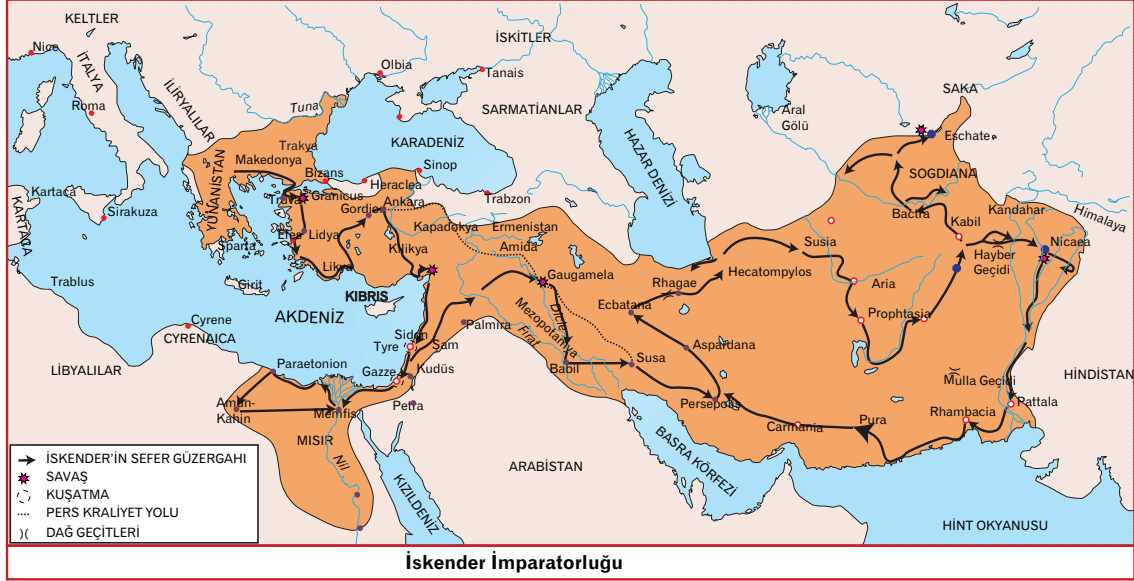 KELTLER
İSKİTLER
Nice
İTALYA
Olbia
Tanais
SAKA
İLİRYALILAR
Roma
Tuna
SARMATIANLAR
Aral
Gölü
Eschate
HAZAR DENİZİ
Trakya
KARADENİZ
Makedonya
Sinop
SOGDIANA
Bizans
Heraclea
YUNANİSTAN
Truva
Granicus
Ankara
Trabzon
Kartaca
KARTACA
Sirakuza
Gordion
Bactra
Kabil
Kandahar
Himalaya
Efes
Lidya
Kapadokya
Ermenistan
Sparta
Kilikya
Amida
Susia
Hayber
Geçidi
Nicaea
Likya
Gaugamela
Hecatompylos
Trablus
Girit
KIBRIS
Rhagae
Aria
AKDENİZ
Ecbatana
Dicle
Mezopotamya
Prophtasia
Cyrene
CYRENAICA
Palmira
Fırat
Sidon
Tyre
Şam
Aspardana
LİBYALILAR
Paraetonion
Gazze
Kudüs
Babil
Susa
HİNDİSTAN
Mulla Geçidi
Amun-
Kahin
Memfis
Petra
Persepolis
Pattala
Carmania
Pura
Rhambacia
MISIR
Nil
KIZILDENİZ
ARABİSTAN
BASRA KÖRFEZİ
HİNT OKYANUSU
İSKENDER'İN SEFER GÜZERGAHI
SAVAŞ
KUŞATMA
PERS KRALİYET YOLU
DAĞ GEÇİTLERİ
İskender İmparatorluğu